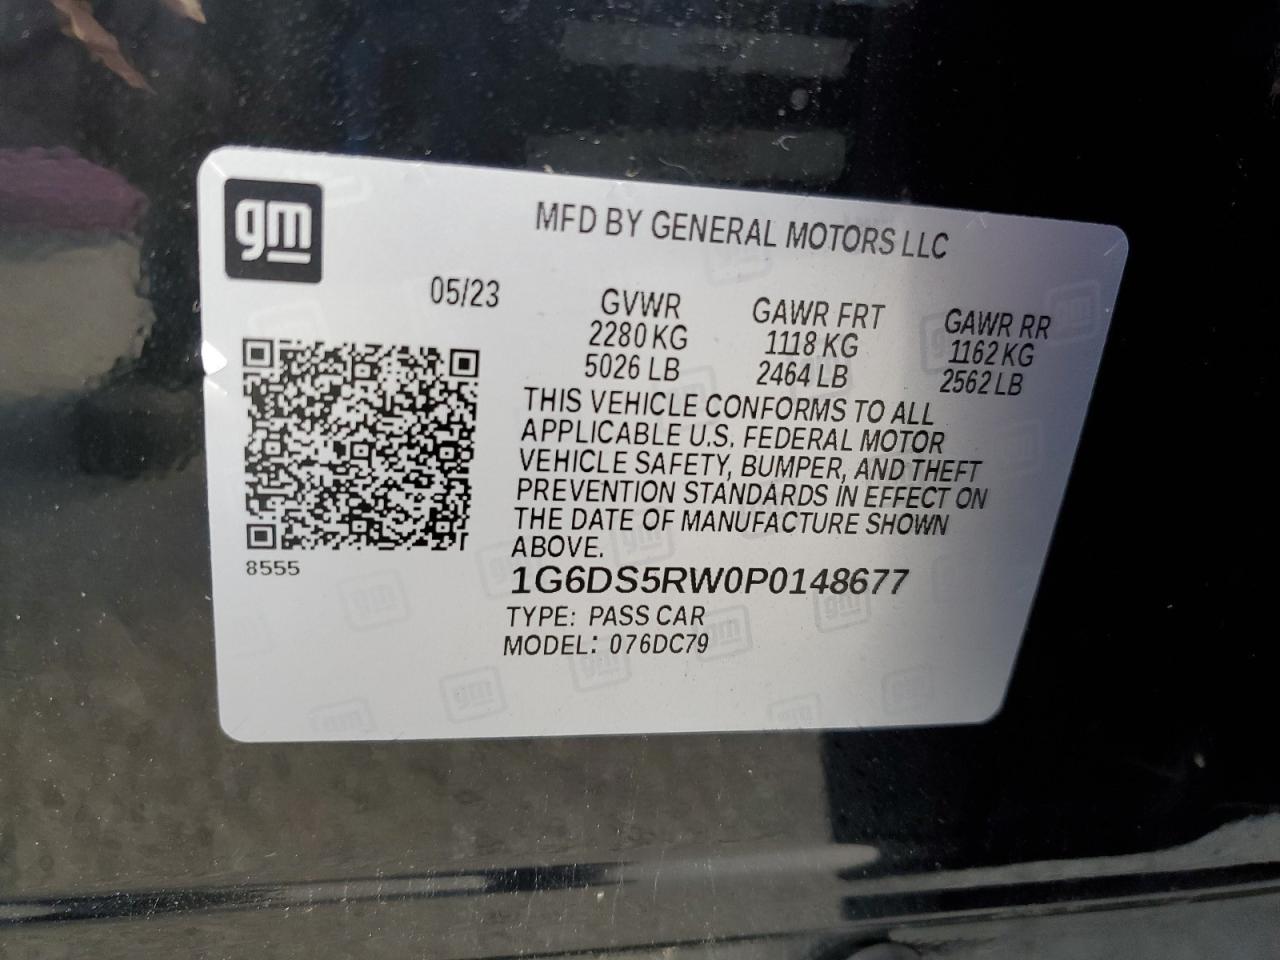 gm
MFD BY GENERAL MOTORS LLC
05/23
GVWR GAWR FRT GAWR RR
2280 KG 1118 KG 1162 KG
5026 LB 2464 LB 2562 LB
THIS VEHICLE CONFORMS TO ALL
APPLICABLE U.S. FEDERAL MOTOR
VEHICLE SAFETY, BUMPER, AND THEFT
PREVENTION STANDARDS IN EFFECT ON
THE DATE OF MANUFACTURE SHOWN
ABOVE.
8555
1G6DS5RW0P0148677
TYPE: PASS CAR
MODEL: 076DC79